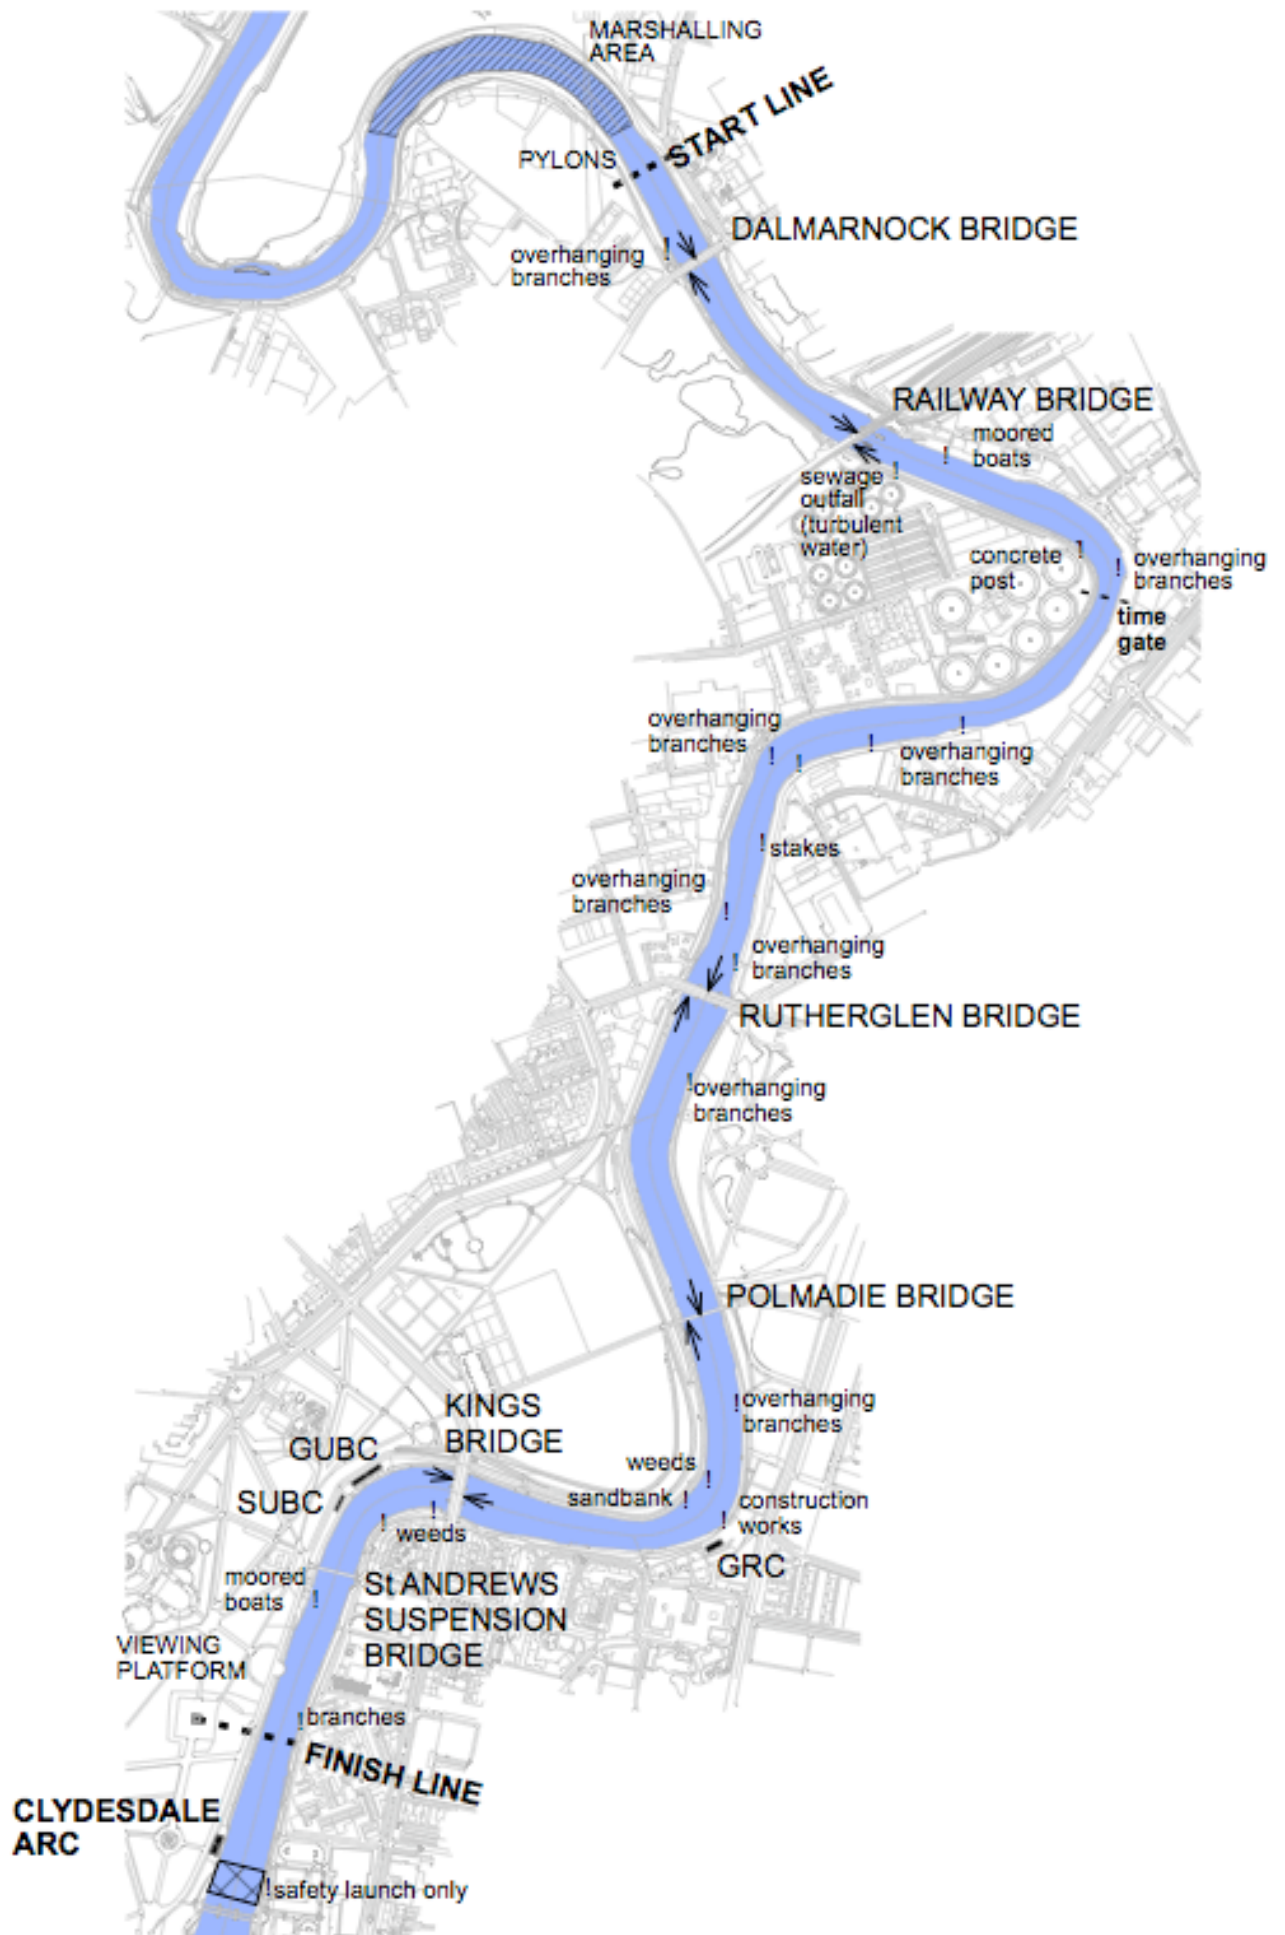 MARSHALLING
AREA
START LINE
PYLONS
DALMARNOCK BRIDGE
!
overhanging
branches
RAILWAY BRIDGE
moored
boats
!
!
sewage
outfall
(turbulent
water)
concrete
post
!
!
overhanging
branches
time
gate
overhanging
branches
!
!
!
!
overhanging
branches
!
stakes
overhanging
branches
!
!
overhanging
branches
RUTHERGLEN BRIDGE
!
overhanging
branches
POLMADIE BRIDGE
!
overhanging
branches
KINGS
BRIDGE
GUBC
SUBC
weeds
!
sandbank !
construction
works
!
GRC
!
!
weeds
moored
boats
!
St ANDREWS
SUSPENSION
BRIDGE
VIEWING
PLATFORM
!branches
FINISH LINE
CLYDESDALE
ARC
!safety launch only